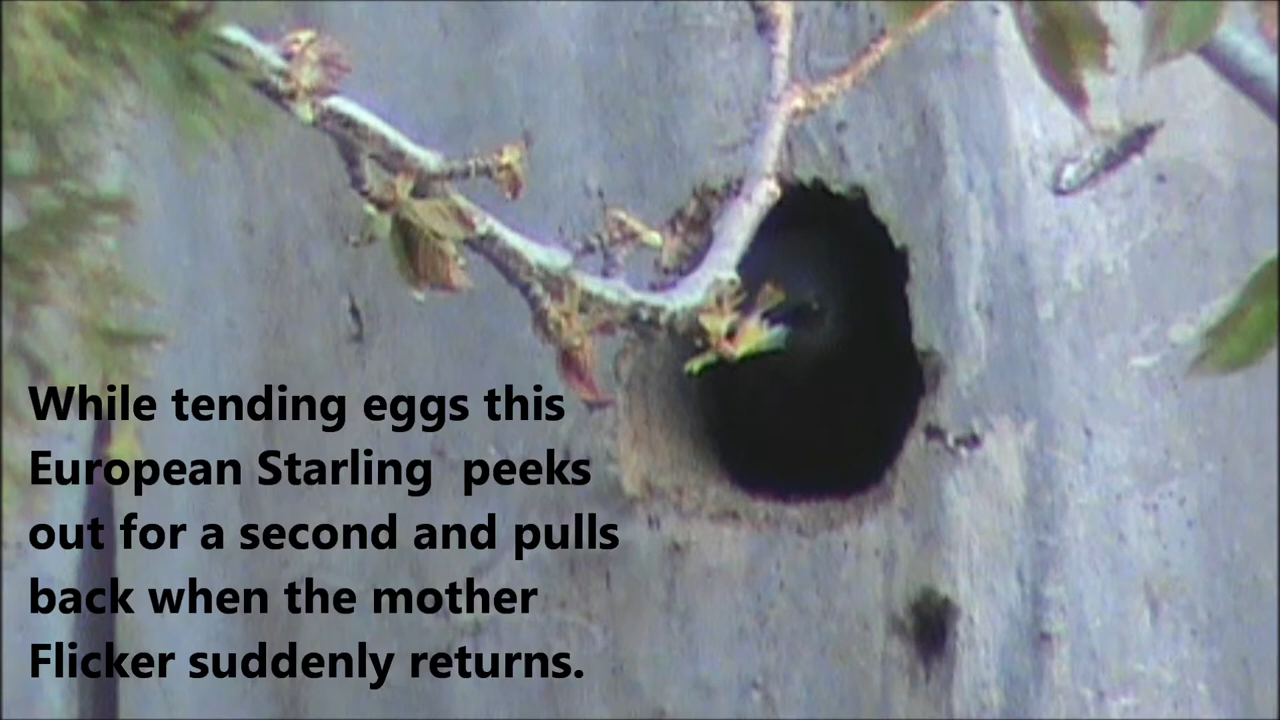 While tending eggs this
European Starling  peeks
out for a second and pulls
back when the mother
Flicker suddenly returns.